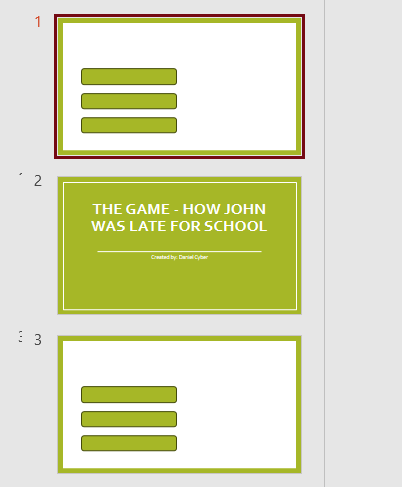 1
2
THE GAME - HOW JOHN
WAS LATE FOR SCHOOL
Created by: Daniel Cyber
3